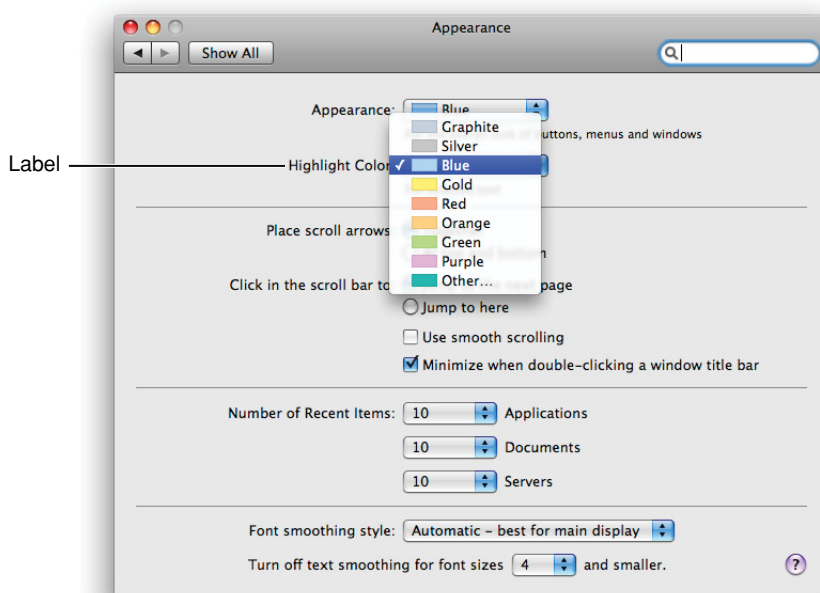 Appearance
Show All
Appearance: Blue
Graphite
buttons, menus and windows
Silver
Label
Highlight Color
Blue
Gold
Red
Place scroll arrows:
Orange
Green
Purple
Click in the scroll bar to
Other...
page
Jump to here
Use smooth scrolling
Minimize when double-clicking a window title bar
Number of Recent Items: 10 Applications
10 Documents
10 Servers
Font smoothing style: Automatic – best for main display
Turn off text smoothing for font sizes 4 and smaller.
?